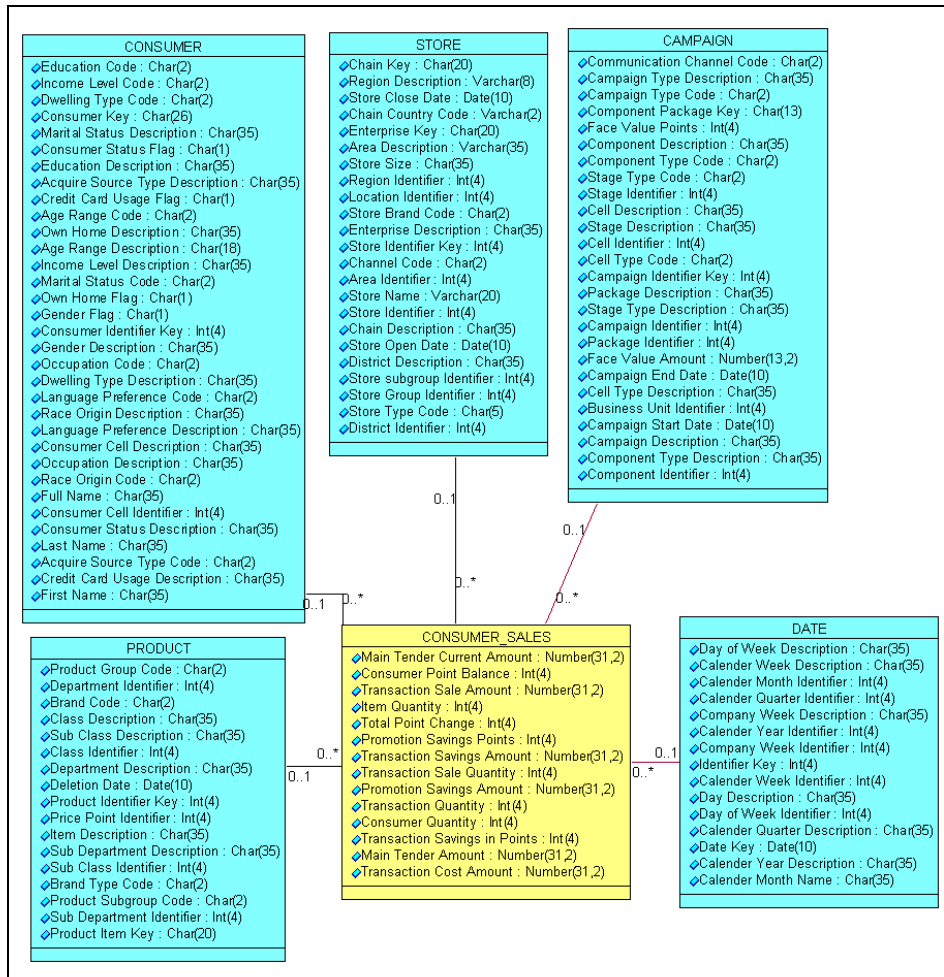 CONSUMER
Education Code : Char(2)
Income Level Code : Char(2)
Dwelling Type Code : Char(2)
Consumer Key : Char(26)
Marital Status Description : Char(35)
Consumer Status Flag : Char(1)
Education Description : Char(35)
Acquire Source Type Description : Char(35)
Credit Card Usage Flag : Char(1)
Age Range Code : Char(2)
Own Home Description : Char(35)
Age Range Description : Char(18)
Income Level Description : Char(35)
Marital Status Code : Char(2)
Own Home Flag : Char(1)
Gender Flag : Char(1)
Consumer Identifier Key : Int(4)
Gender Description : Char(35)
Occupation Code : Char(2)
Dwelling Type Description : Char(35)
Language Preference Code : Char(2)
Race Origin Description : Char(35)
Language Preference Description : Char(35)
Consumer Cell Description : Char(35)
Occupation Description : Char(35)
Race Origin Code : Char(2)
Full Name : Char(35)
Consumer Cell Identifier : Int(4)
Consumer Status Description : Char(35)
Last Name : Char(35)
Acquire Source Type Code : Char(2)
Credit Card Usage Description : Char(35)
First Name : Char(35)
STORE
Chain Key : Char(20)
Region Description : Varchar(8)
Store Close Date : Date(10)
Chain Country Code : Varchar(2)
Enterprise Key : Char(20)
Area Description : Varchar(35)
Store Size : Char(35)
Region Identifier : Int(4)
Location Identifier : Int(4)
Store Brand Code : Char(2)
Enterprise Description : Char(35)
Store Identifier Key : Int(4)
Channel Code : Char(2)
Area Identifier : Int(4)
Store Name : Varchar(20)
Store Identifier : Int(4)
Chain Description : Char(35)
Store Open Date : Date(10)
District Description : Char(35)
Store subgroup Identifier : Int(4)
Store Group Identifier : Int(4)
Store Type Code : Char(5)
District Identifier : Int(4)
CAMPAIGN
Communication Channel Code : Char(2)
Campaign Type Description : Char(35)
Campaign Type Code : Char(2)
Component Package Key : Char(13)
Face Value Points : Int(4)
Component Description : Char(35)
Component Type Code : Char(2)
Stage Type Code : Char(2)
Stage Identifier : Int(4)
Cell Description : Char(35)
Stage Description : Char(35)
Cell Identifier : Int(4)
Cell Type Code : Char(2)
Campaign Identifier Key : Int(4)
Package Description : Char(35)
Stage Type Description : Char(35)
Campaign Identifier : Int(4)
Package Identifier : Int(4)
Face Value Amount : Number(13,2)
Campaign End Date : Date(10)
Cell Type Description : Char(35)
Business Unit Identifier : Int(4)
Campaign Start Date : Date(10)
Campaign Description : Char(35)
Component Type Description : Char(35)
Component Identifier : Int(4)
0..1
0..1
0..*
0..*
0..1
0..*
PRODUCT
Product Group Code : Char(2)
Department Identifier : Int(4)
Brand Code : Char(2)
Class Description : Char(35)
Sub Class Description : Char(35)
Class Identifier : Int(4)
Department Description : Char(35)
Deletion Date : Date(10)
Product Identifier Key : Int(4)
Price Point Identifier : Int(4)
Item Description : Char(35)
Sub Department Description : Char(35)
Sub Class Identifier : Int(4)
Brand Type Code : Char(2)
Product Subgroup Code : Char(2)
Sub Department Identifier : Int(4)
Product Item Key : Char(20)
0..*
0..1
CONSUMER_SALES
Main Tender Current Amount : Number(31,2)
Consumer Point Balance : Int(4)
Transaction Sale Amount : Number(31,2)
Item Quantity : Int(4)
Total Point Change : Int(4)
Promotion Savings Points : Int(4)
Transaction Savings Amount : Number(31,2)
Transaction Sale Quantity : Int(4)
Promotion Savings Amount : Number(31,2)
Transaction Quantity : Int(4)
Consumer Quantity : Int(4)
Transaction Savings in Points : Int(4)
Main Tender Amount : Number(31,2)
Transaction Cost Amount : Number(31,2)
0..1
0..*
DATE
Day of Week Description : Char(35)
Calender Week Description : Char(35)
Calender Month Identifier : Int(4)
Calender Quarter Identifier : Int(4)
Company Week Description : Char(35)
Calender Year Identifier : Int(4)
Company Week Identifier : Int(4)
Identifier Key : Int(4)
Calender Week Identifier : Int(4)
Day Description : Char(35)
Day of Week Identifier : Int(4)
Calender Quarter Description : Char(35)
Date Key : Date(10)
Calender Year Description : Char(35)
Calender Month Name : Char(35)